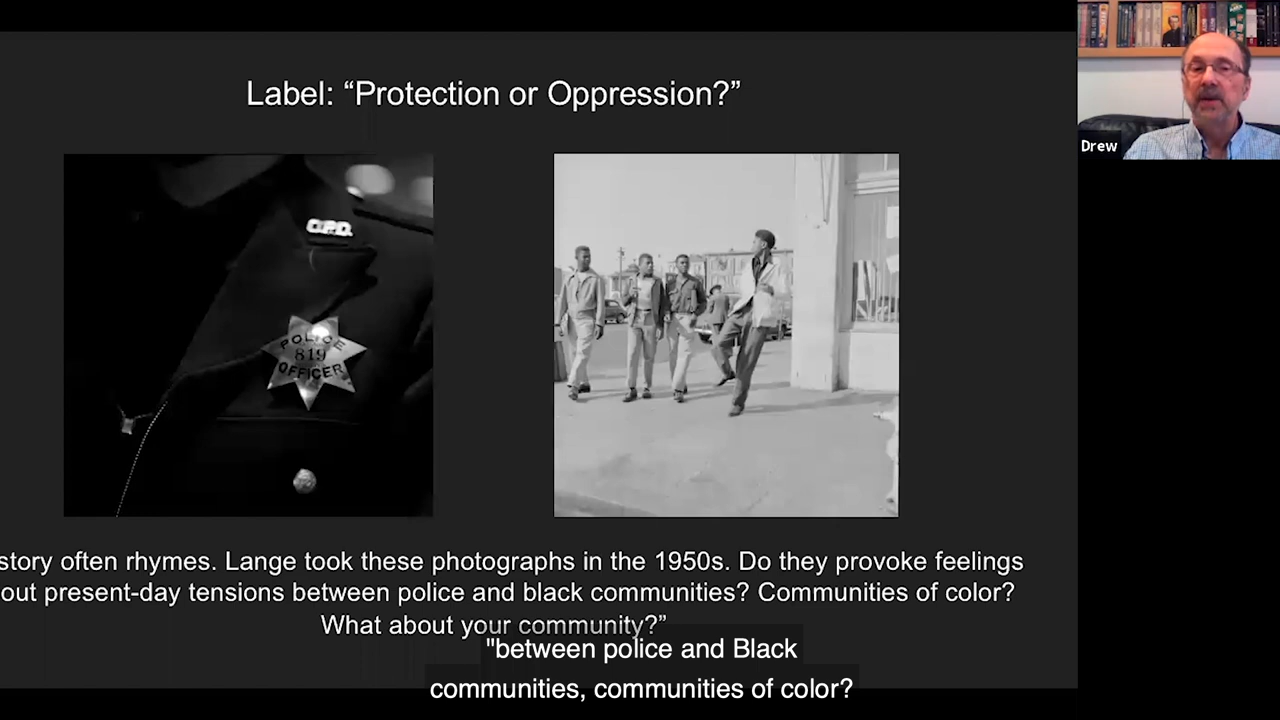 Label: “Protection or Oppression?”
Drew
O.P.D.
POLICE
819
OFFICER
story often rhymes. Lange took these photographs in the 1950s. Do they provoke feelings
out present-day tensions between police and black communities? Communities of color?
What about your community?”
"between police and Black
communities, communities of color?